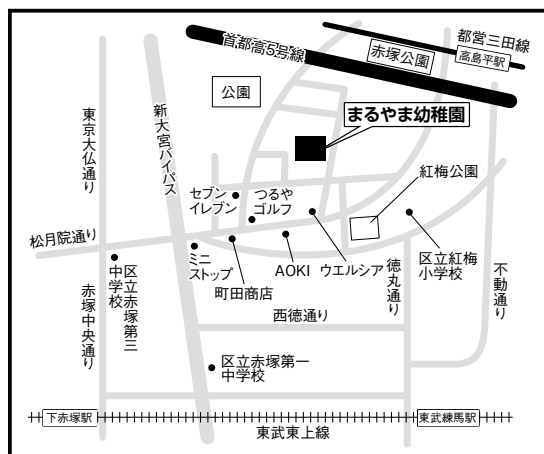 都営三田線
高島平駅
首都高5号線
赤塚公園
公園
まるやま幼稚園
東京大仏通り
新大宮バイパス
紅梅公園
セブン
イレブン
つるや
ゴルフ
松月院通り
ミニ
ストップ
町田商店
AOKI
ウエルシア
徳丸通り
区立紅梅
小学校
不動通り
区立赤塚第三
中学校
赤塚中央通り
西徳通り
区立赤塚第一
中学校
下赤塚駅
東武練馬駅
東武東上線